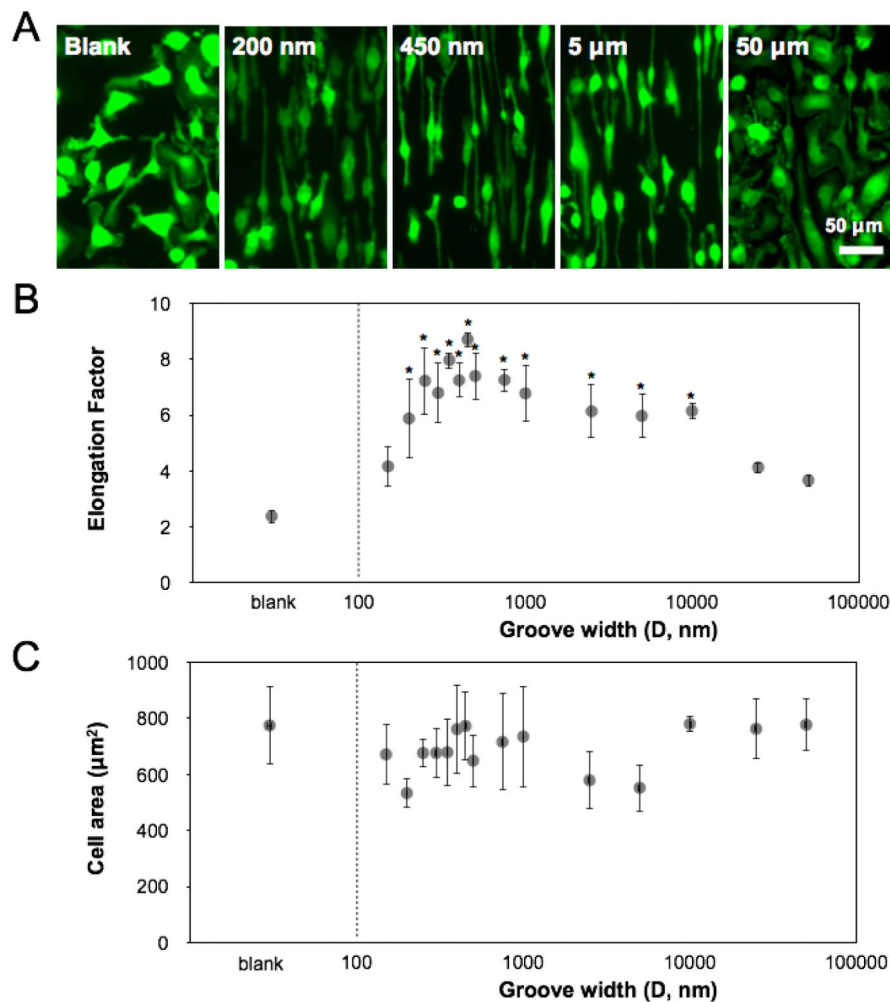 A
Blank
200 nm
450 nm
5 µm
50 µm
50 µm
B
10
8
6
4
2
0
Elongation Factor
* * * * * * * * * * * *
blank
100
1000
10000
100000
Groove width (D, nm)
C
1000
800
600
400
200
0
Cell area (µm²)
blank
100
1000
10000
100000
Groove width (D, nm)